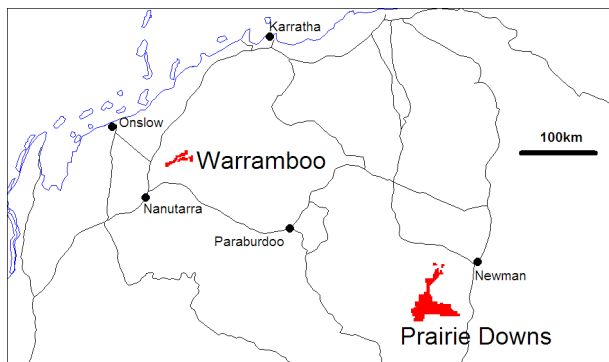 Karratha
Onslow
100km
Warramboo
Nanutarra
Paraburdoo
Newman
Prairie Downs